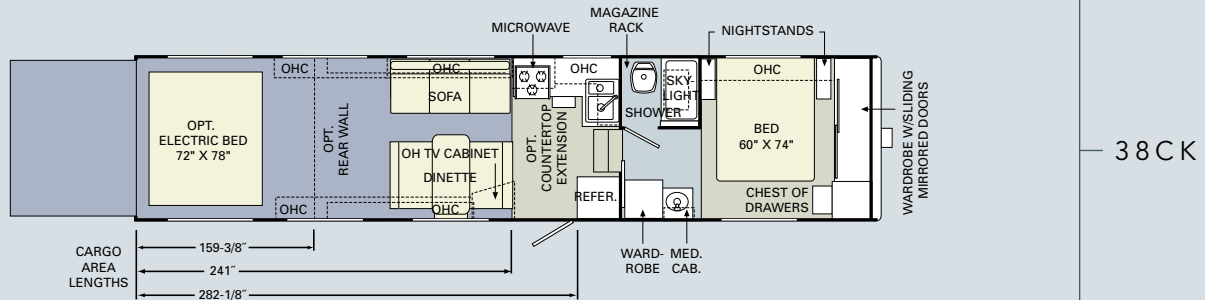 MAGAZINE
RACK
MICROWAVE
NIGHTSTANDS
OHC
OHC
OHC
OHC
SKY-
LIGHT
SHOWER
SOFA
OPT.
ELECTRIC BED
72" X 78"
OPT.
REAR WALL
OPT.
COUNTERTOP
EXTENSION
BED
60" X 74"
WARDROBE W/SLIDING
MIRRORED DOORS
38CK
OH TV CABINET
DINETTE
REFER.
CHEST OF
DRAWERS
OHC
OHC
CARGO
AREA
LENGTHS
159-3/8″
241″
282-1/8″
WARD-
ROBE
MED.
CAB.